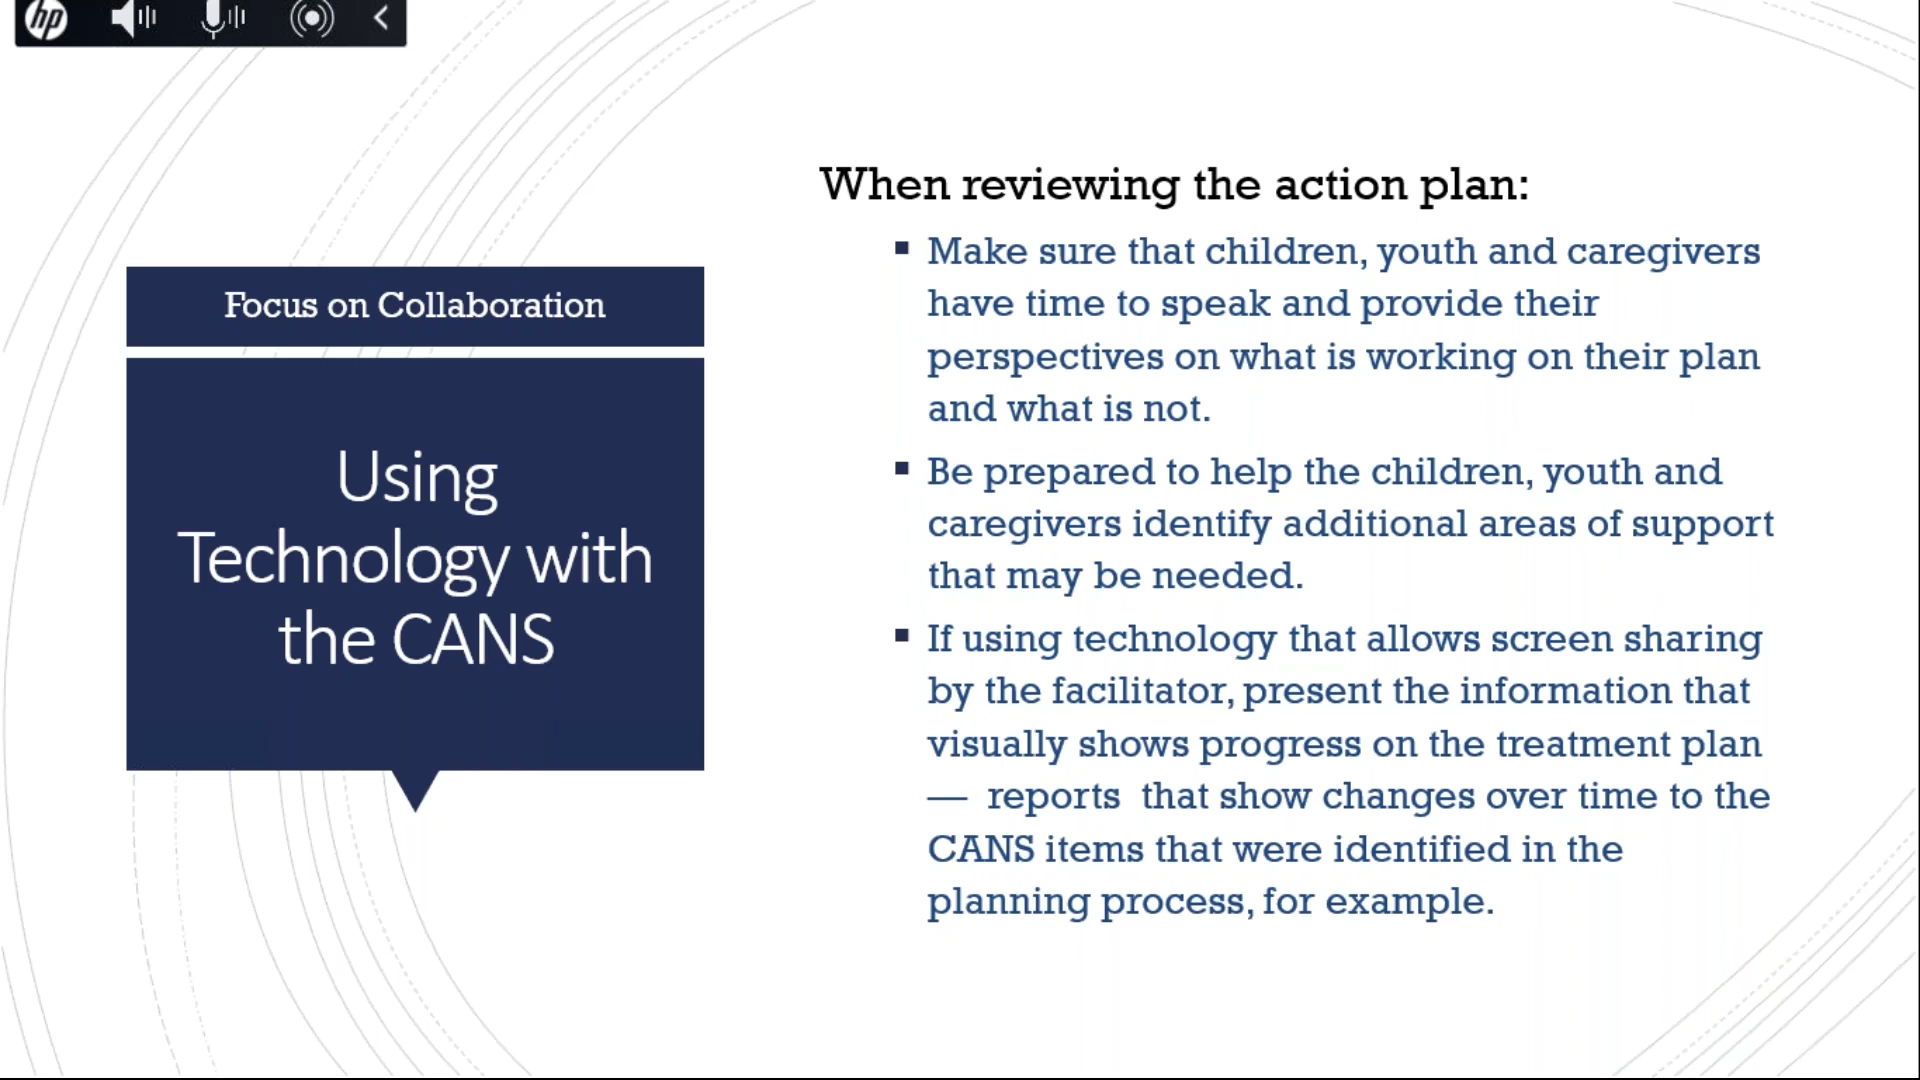 hp
Focus on Collaboration
Using
Technology with
the CANS
When reviewing the action plan:
▪ Make sure that children, youth and caregivers
have time to speak and provide their
perspectives on what is working on their plan
and what is not.
▪ Be prepared to help the children, youth and
caregivers identify additional areas of support
that may be needed.
▪ If using technology that allows screen sharing
by the facilitator, present the information that
visually shows progress on the treatment plan
— reports that show changes over time to the
CANS items that were identified in the
planning process, for example.